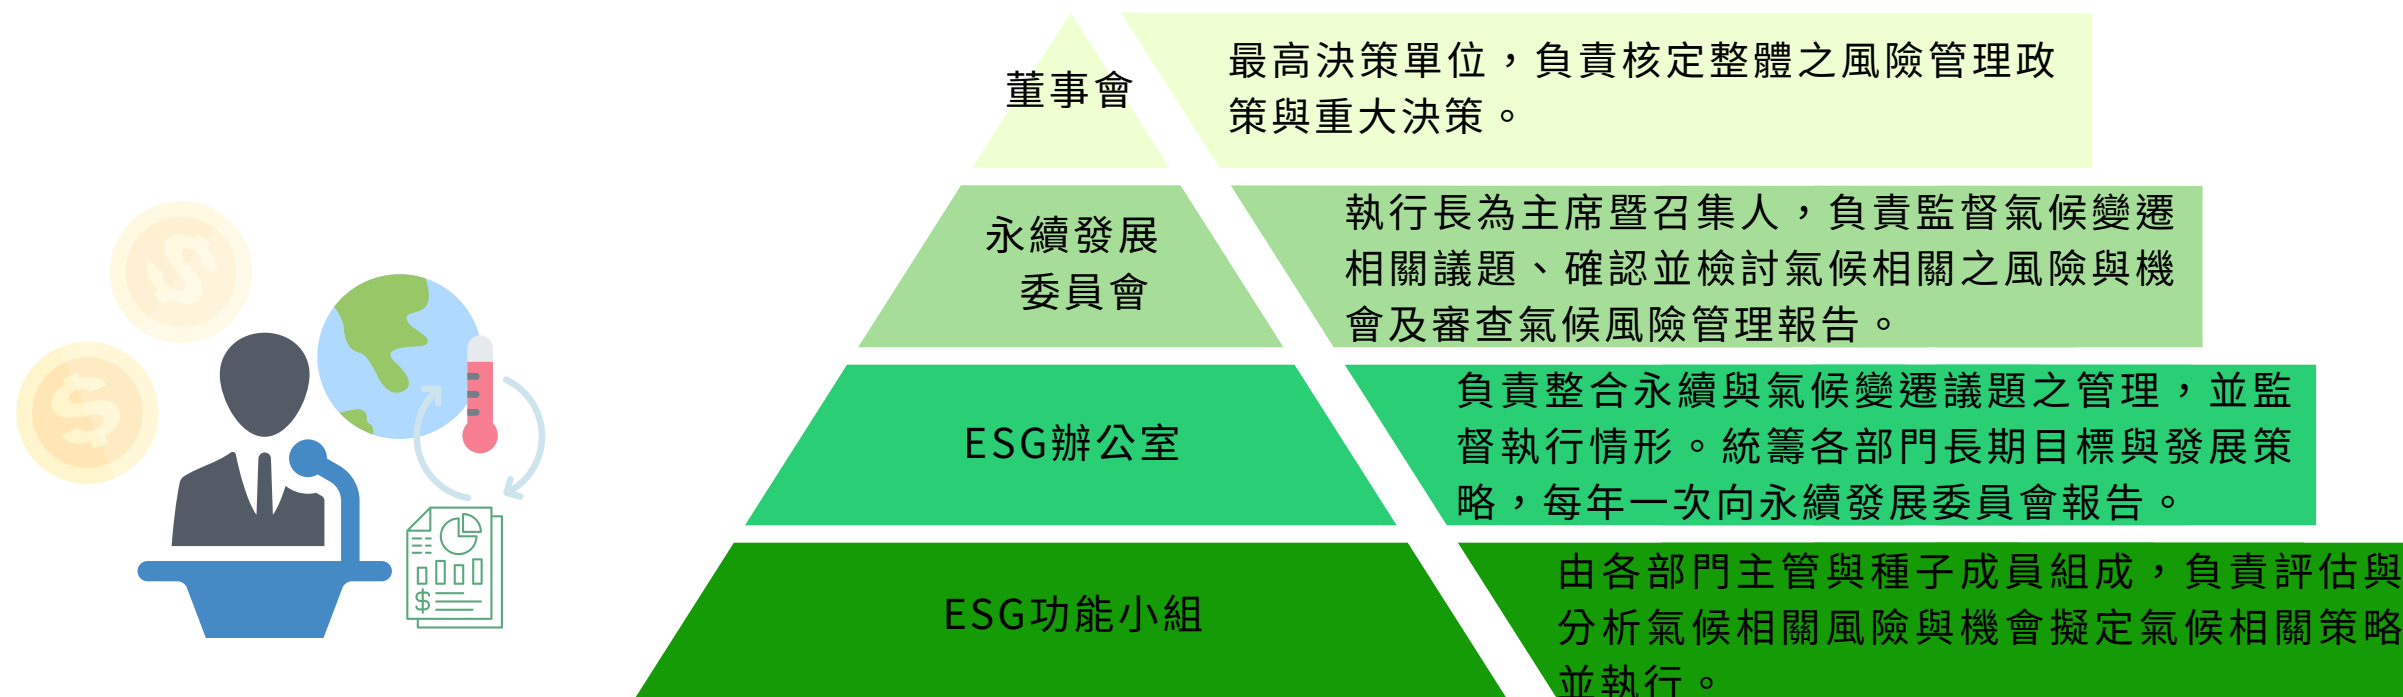 董事會
最高決策單位，負責核定整體之風險管理政
策與重大決策。
永續發展
委員會
執行長為主席暨召集人，負責監督氣候變遷
相關議題、確認並檢討氣候相關之風險與機
會及審查氣候風險管理報告。
ESG辦公室
負責整合永續與氣候變遷議題之管理，並監
督執行情形。統籌各部門長期目標與發展策
略，每年一次向永續發展委員會報告。
ESG功能小組
由各部門主管與種子成員組成，負責評估與
分析氣候相關風險與機會擬定氣候相關策略
並執行。